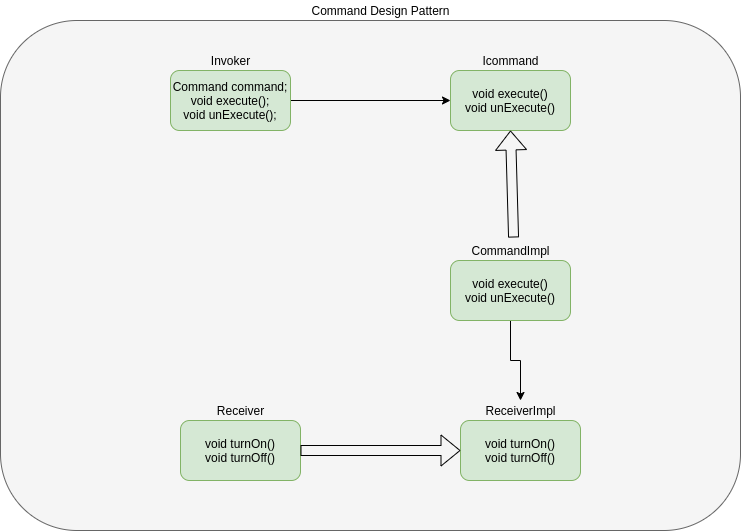 Command Design Pattern
Invoker
Command command;
void execute();
void unExecute();
Icommand
void execute()
void unExecute()
CommandImpl
void execute()
void unExecute()
Receiver
void turnOn()
void turnOff()
ReceiverImpl
void turnOn()
void turnOff()